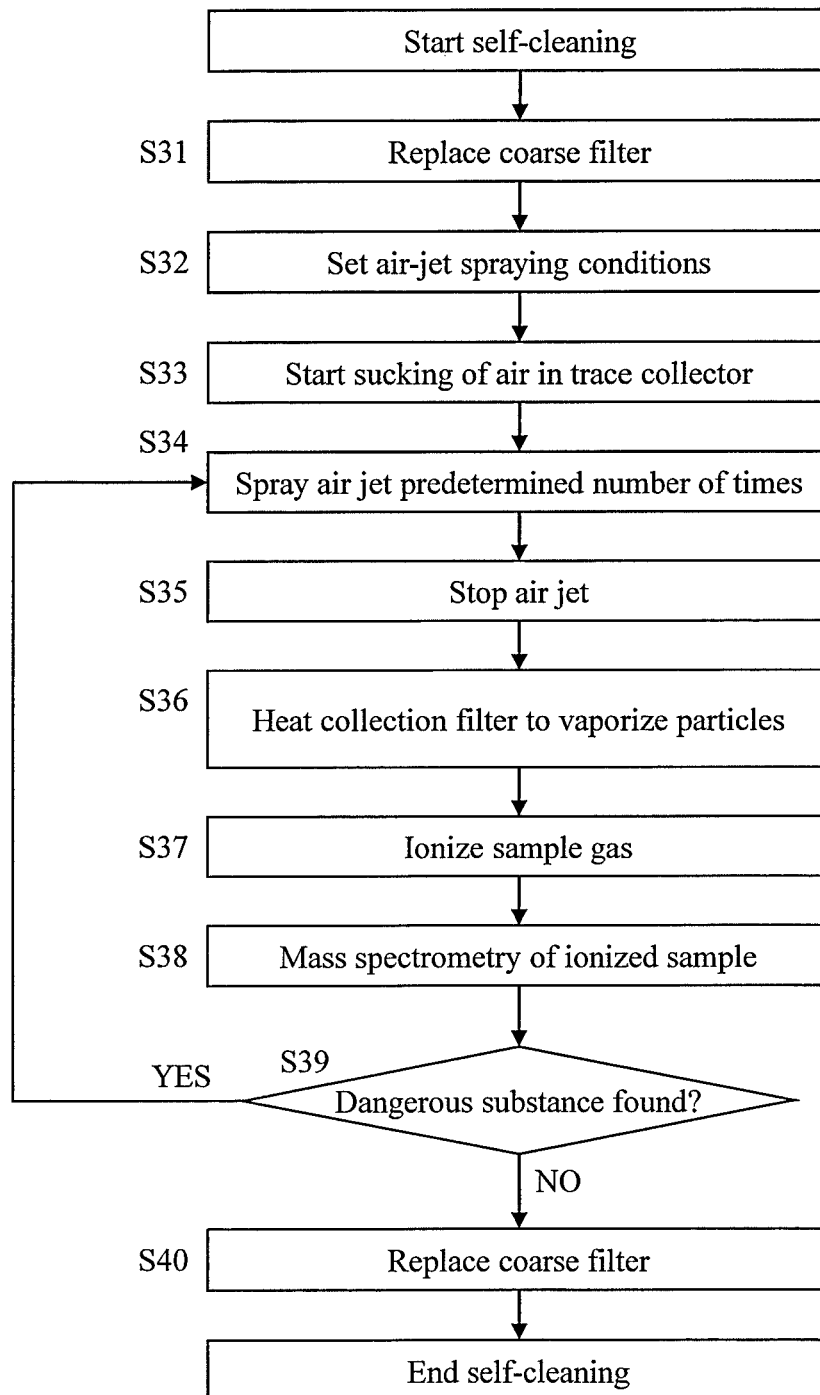 Start self-cleaning
S31
Replace coarse filter
S32
Set air-jet spraying conditions
S33
Start sucking of air in trace collector
S34
Spray air jet predetermined number of times
S35
Stop air jet
S36
Heat collection filter to vaporize particles
S37
Ionize sample gas
S38
Mass spectrometry of ionized sample
S39
YES
Dangerous substance found?
NO
S40
Replace coarse filter
End self-cleaning